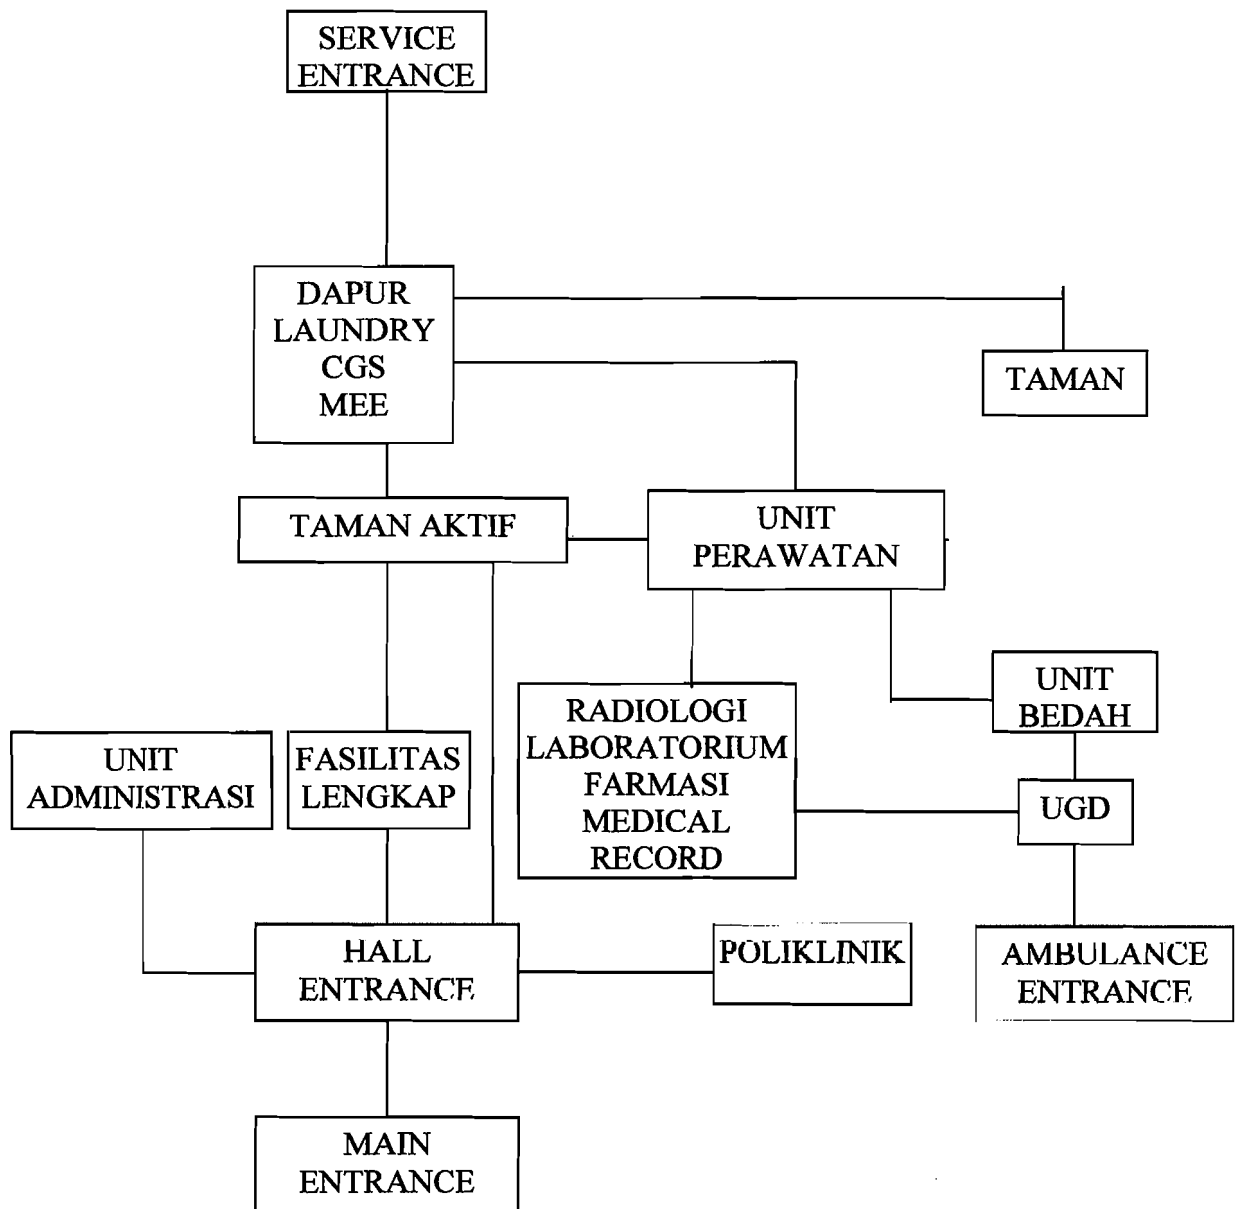 SERVICE
ENTRANCE
DAPUR
LAUNDRY
CGS
MEE
TAMAN
TAMAN AKTIF
UNIT
PERAWATAN
UNIT
BEDAH
RADIOLOGI
LABORATORIUM
FARMASI
MEDICAL
RECORD
UNIT
ADMINISTRASI
FASILITAS
LENGKAP
UGD
HALL
ENTRANCE
POLIKLINIK
AMBULANCE
ENTRANCE
MAIN
ENTRANCE